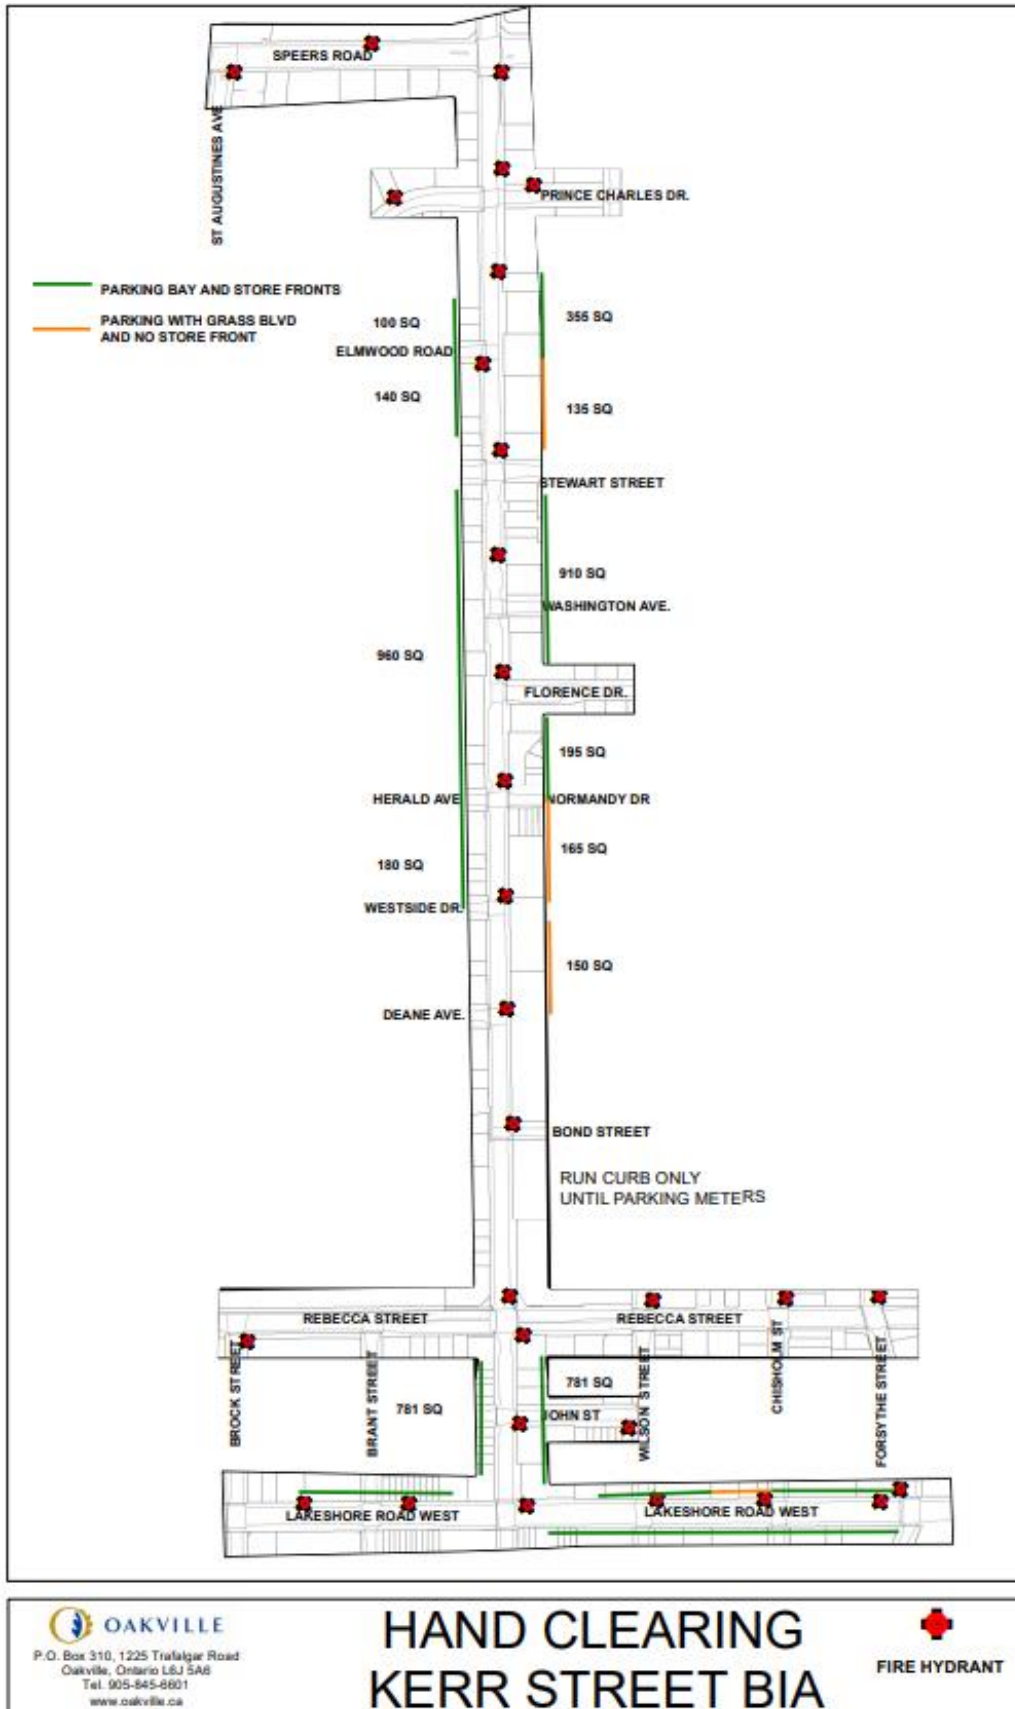 SPEERS ROAD
ST AUGUSTINES AVE
PRINCE CHARLES DR.
PARKING BAY AND STORE FRONTS
PARKING WITH GRASS BLVD
AND NO STORE FRONT
100 SQ
355 SQ
ELMWOOD ROAD
140 SQ
135 SQ
STEWART STREET
910 SQ
WASHINGTON AVE.
960 SQ
FLORENCE DR.
195 SQ
HERALD AVE
NORMANDY DR
165 SQ
180 SQ
WESTSIDE DR.
150 SQ
DEANE AVE.
BOND STREET
RUN CURB ONLY
UNTIL PARKING METERS
REBECCA STREET
REBECCA STREET
BROCK STREET
BRANT STREET
781 SQ
781 SQ
JOHN ST
WILSON STREET
CHISHOLM ST
FORSYTHE STREET
LAKESHORE ROAD WEST
LAKESHORE ROAD WEST
OAKVILLE
P.O. Box 310, 1225 Trafalgar Road
Oakville, Ontario L6J 5A6
Tel. 905-845-6601
www.oakville.ca
HAND CLEARING
KERR STREET BIA
FIRE HYDRANT